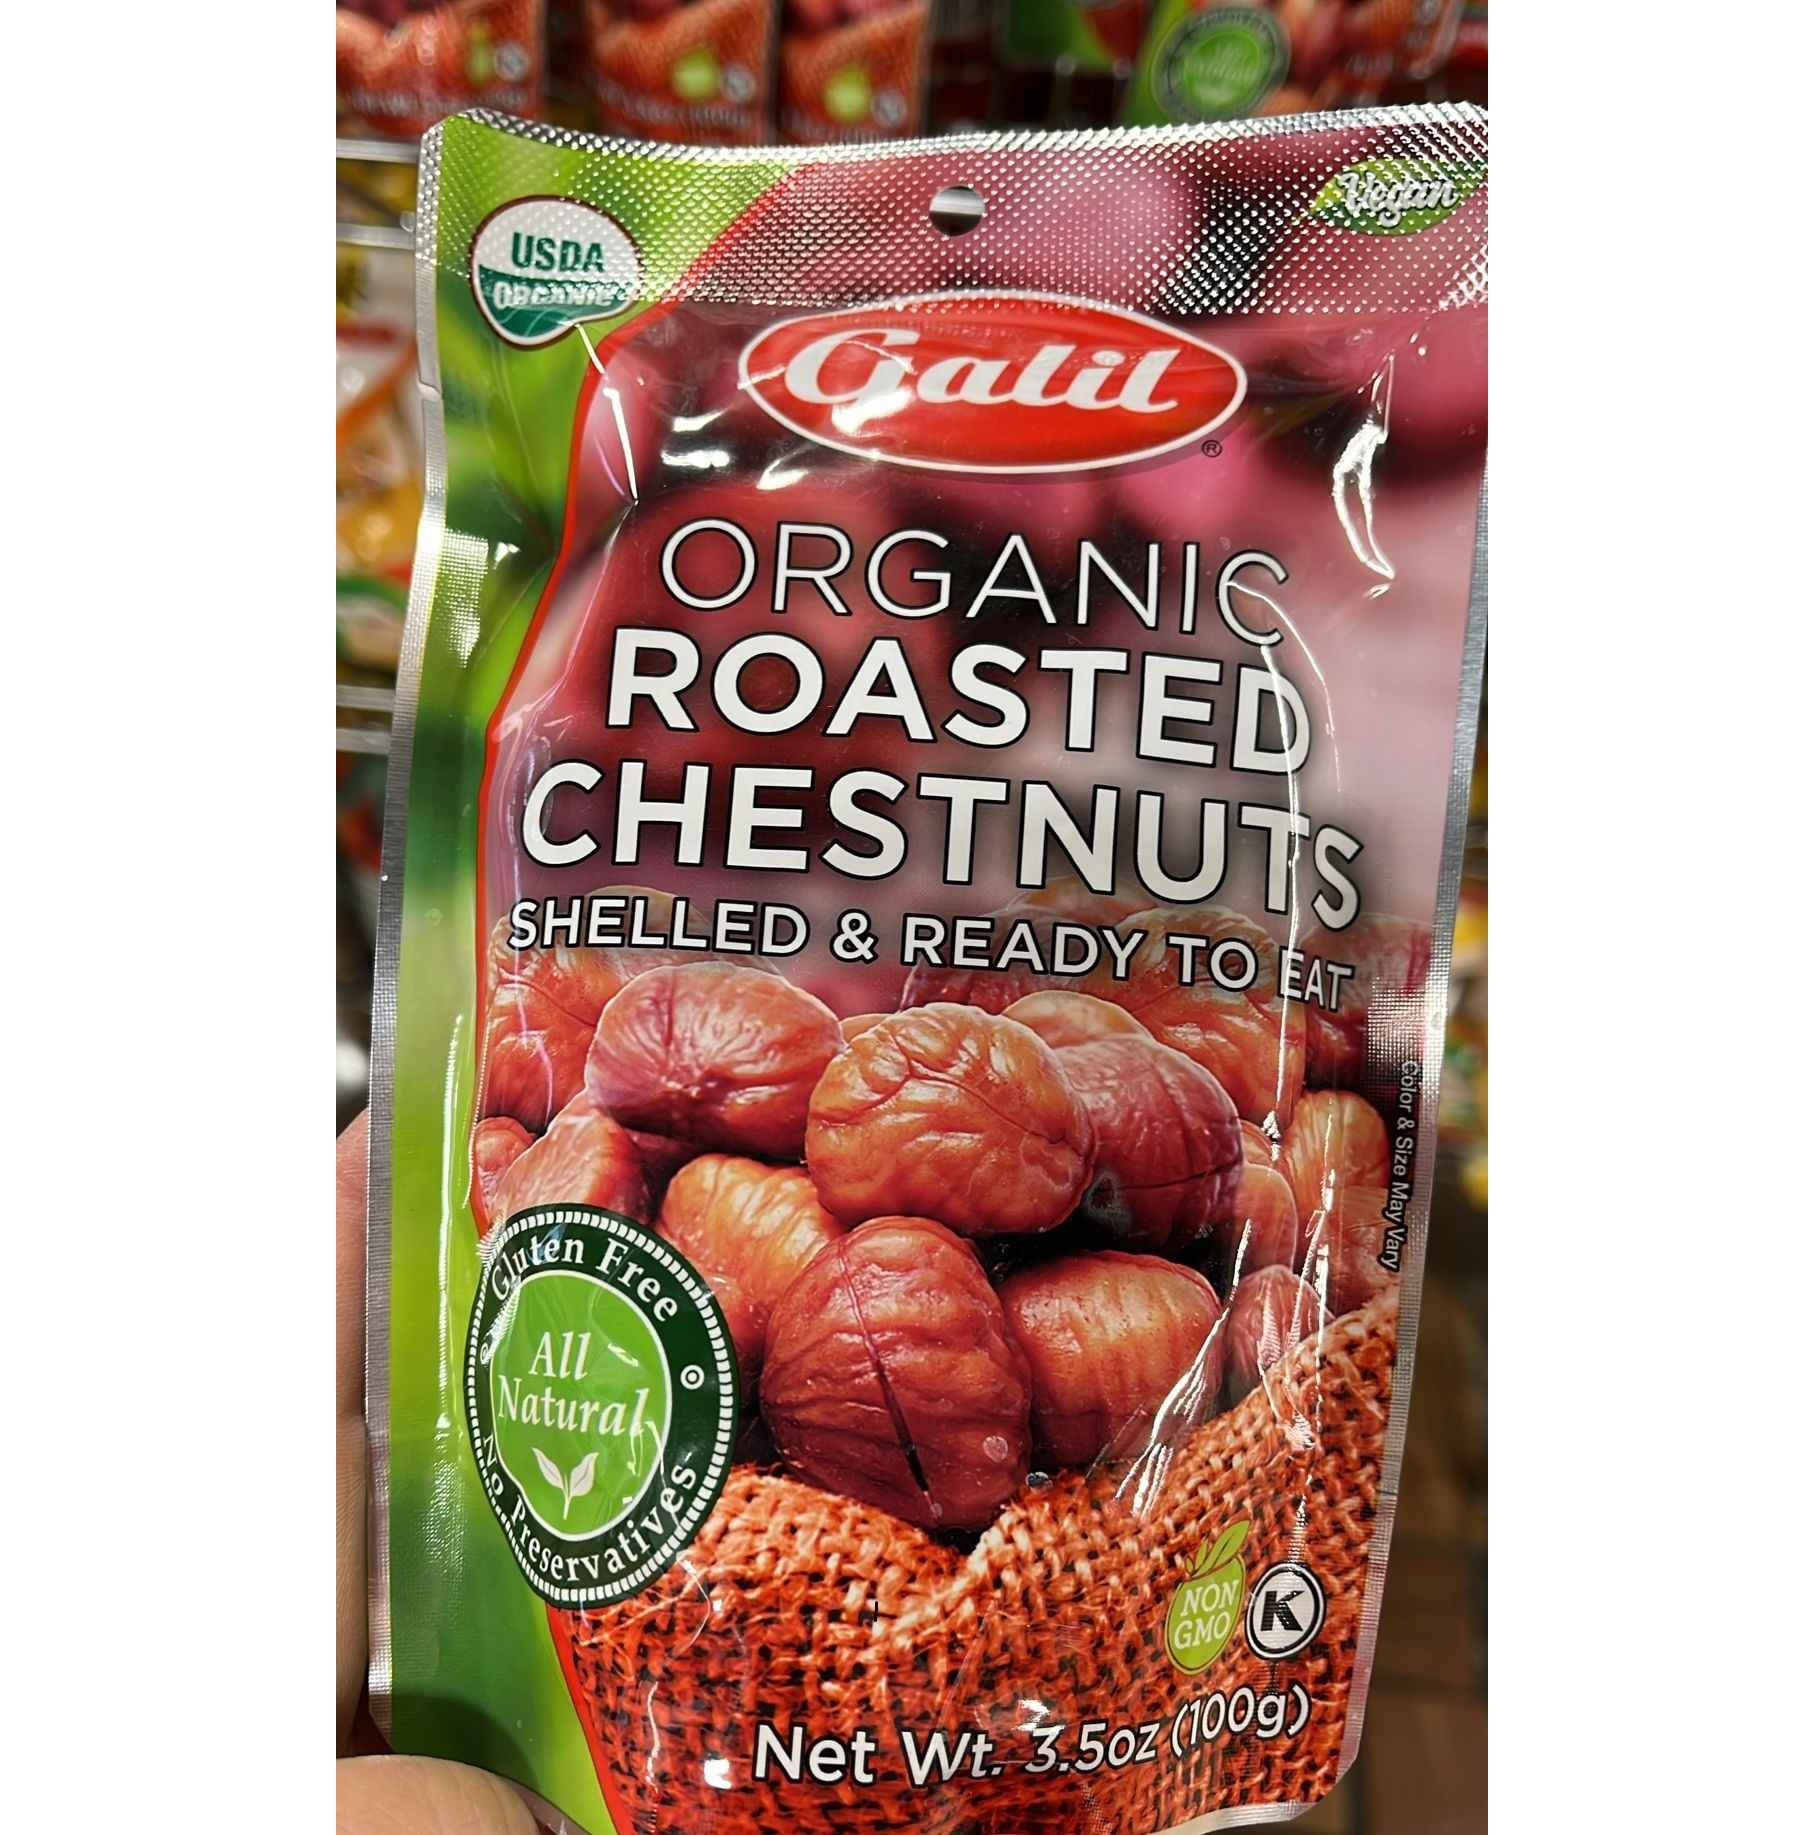 Vegan
USDA
ORGANIC
Galil
®
ORGANIC
ROASTED
CHESTNUTS
SHELLED & READY TO EAT
Color & Size May Vary
Gluten Free
All
Natural
No Preservatives
NON
GMO
K
Net Wt. 3.5oz (100g)